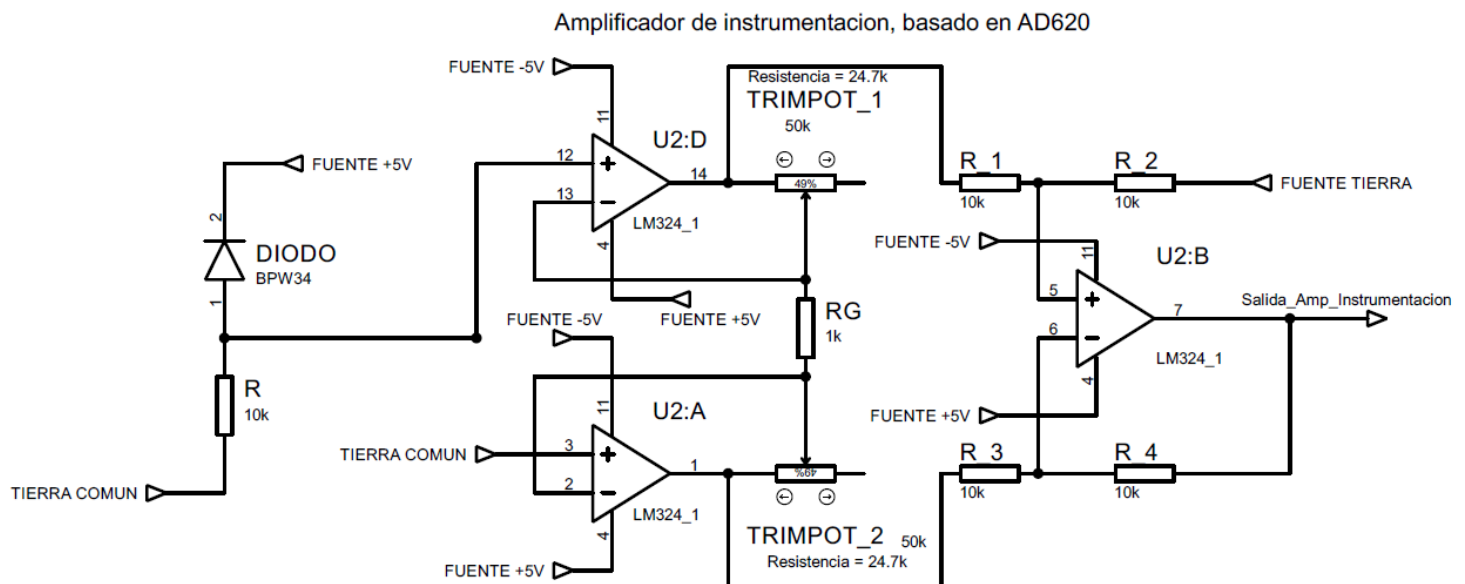 Amplificador de instrumentacion, basado en AD620
FUENTE -5V
Resistencia = 24.7k
TRIMPOT_1
50k
11
U2:D
FUENTE +5V
12
13
14
49%
LM324_1
4
R_1
10k
R_2
10k
FUENTE TIERRA
2
DIODO
BPW34
1
FUENTE -5V
11
U2:B
5
6
7
Salida_Amp_Instrumentacion
LM324_1
4
FUENTE +5V
FUENTE +5V
FUENTE -5V
RG
1k
R
10k
11
U2:A
TIERRA COMUN
3
2
1
49%
LM324_1
4
R_3
10k
R_4
10k
TIERRA COMUN
TRIMPOT_2
50k
Resistencia = 24.7k
FUENTE +5V